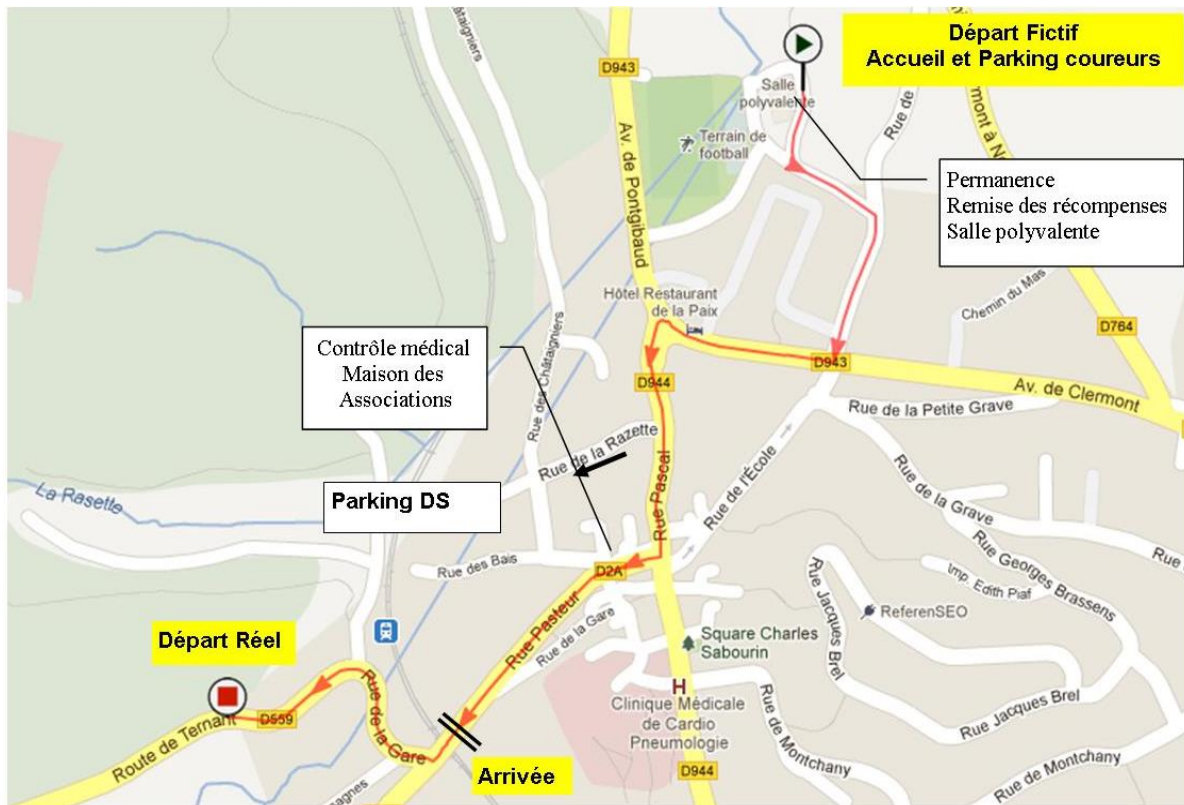 Départ Fictif
Accueil et Parking coureurs
D943
Salle
polyvalente
Rue de
Av. de Pontgibaud
Terrain de
football
Permanence
Remise des récompenses
Salle polyvalente
Hôtel Restaurant
de la Paix
Chemin du Mas
D764
D943
Av. de Clermont
D944
Contrôle médical
Maison des
Associations
Rue des Châtaigniers
Rue de la Petite Grave
Rue de la Razette
Rue Pascal
Rue de l'École
Rue de la Grave
La Rasette
Parking DS
Rue des Bais
D2A
Rue Georges Brassens
Imp. Edith Piaf
Rue Jacques Brel
ReferenSEO
Rue Pasteur
Rue de la Gare
Square Charles
Sabourin
Départ Réel
H
Clinique Médicale
de Cardio
Pneumologie
Rue Jacques Brel
D559
Route de Ternant
Rue de la Gare
Arrivée
D944
Rue de Montchany
Rue de Montchany